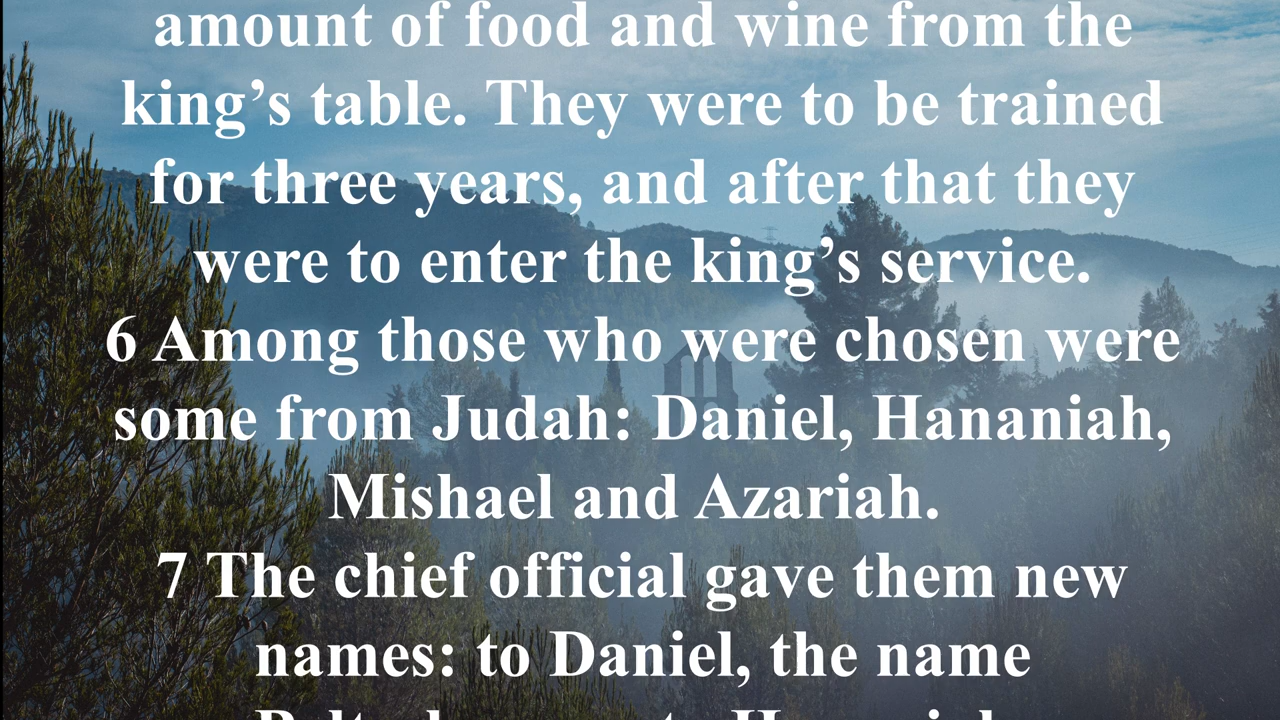 amount of food and wine from the
king’s table. They were to be trained
for three years, and after that they
were to enter the king’s service.
6 Among those who were chosen were
some from Judah: Daniel, Hananiah,
Mishael and Azariah.
7 The chief official gave them new
names: to Daniel, the name